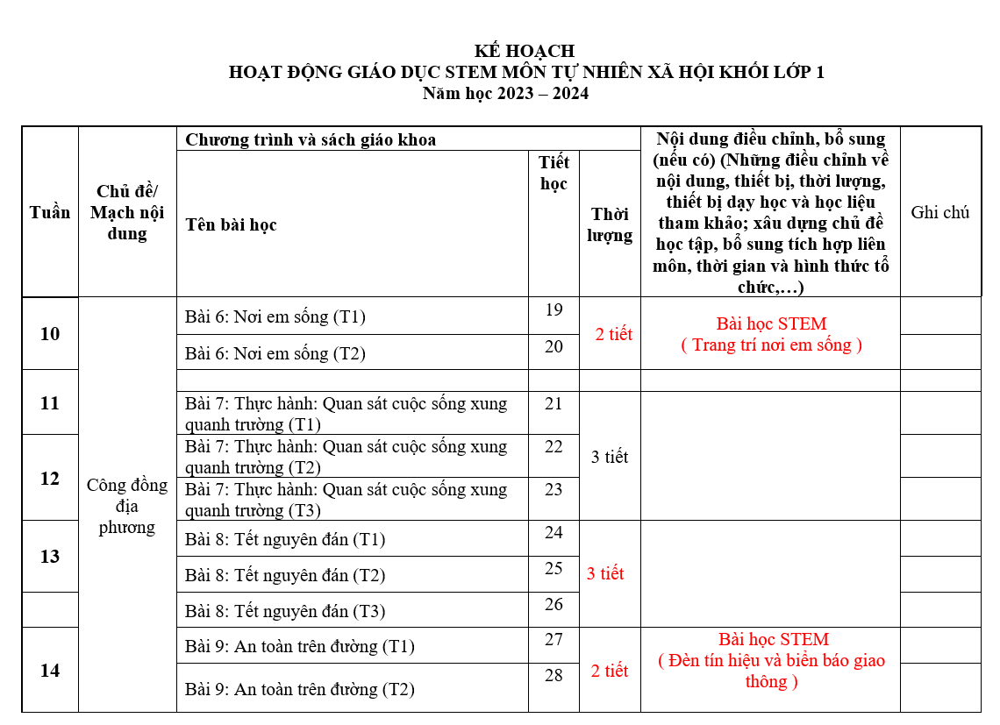 KẾ HOẠCH
HOẠT ĐỘNG GIÁO DỤC STEM MÔN TỰ NHIÊN XÃ HỘI KHỐI LỚP 1
Năm học 2023 – 2024
Tuần
Chủ đề/
Mạch nội
dung
Chương trình và sách giáo khoa
Tên bài học
Tiết
học
Thời
lượng
Nội dung điều chỉnh, bổ sung
(nếu có) (Những điều chỉnh về
nội dung, thiết bị, thời lượng,
thiết bị dạy học và học liệu
tham khảo; xâu dựng chủ đề
học tập, bổ sung tích hợp liên
môn, thời gian và hình thức tổ
chức,…)
Ghi chú
10
Công đồng
địa
phương
Bài 6: Nơi em sống (T1)
19
2 tiết
Bài học STEM
( Trang trí nơi em sống )
Bài 6: Nơi em sống (T2)
20
11
Bài 7: Thực hành: Quan sát cuộc sống xung
quanh trường (T1)
21
3 tiết
12
Bài 7: Thực hành: Quan sát cuộc sống xung
quanh trường (T2)
22
Bài 7: Thực hành: Quan sát cuộc sống xung
quanh trường (T3)
23
13
Bài 8: Tết nguyên đán (T1)
24
3 tiết
Bài 8: Tết nguyên đán (T2)
25
Bài 8: Tết nguyên đán (T3)
26
14
Bài 9: An toàn trên đường (T1)
27
2 tiết
Bài học STEM
( Đèn tín hiệu và biển báo giao
thông )
Bài 9: An toàn trên đường (T2)
28